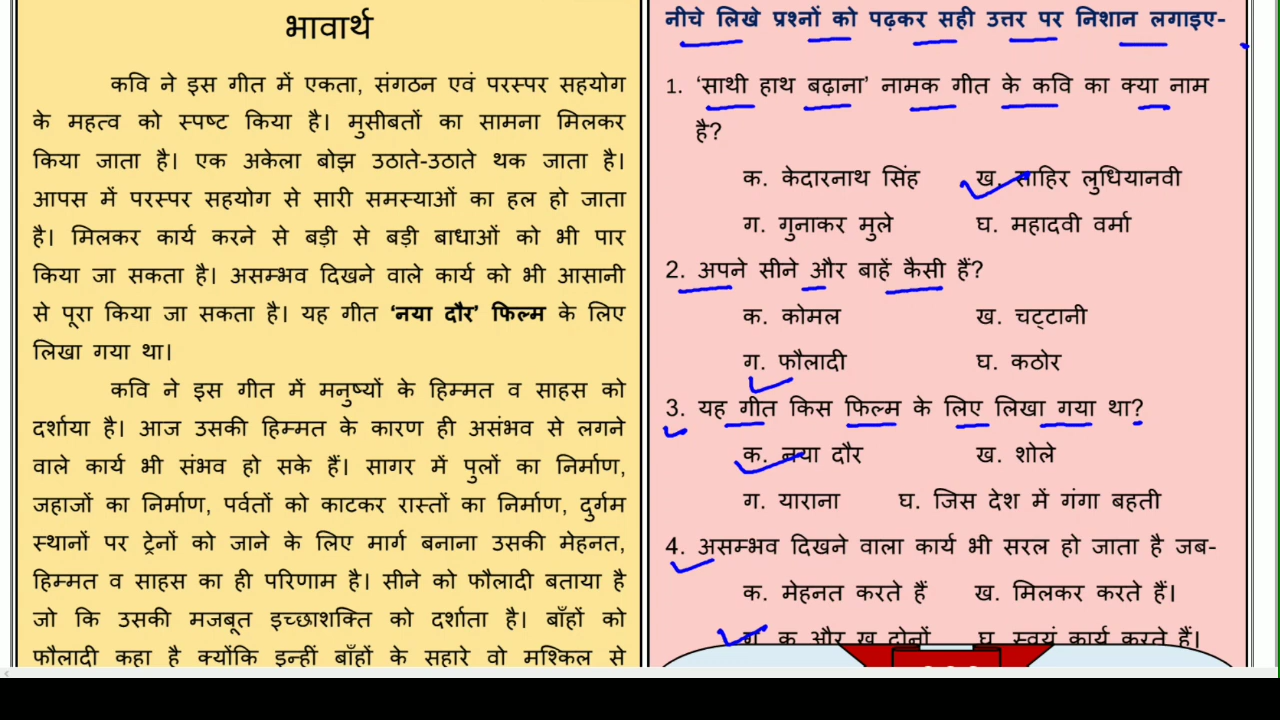 भावार्थ
कवि ने इस गीत में एकता, संगठन एवं परस्पर सहयोग
के महत्व को स्पष्ट किया है। मुसीबतों का सामना मिलकर
किया जाता है। एक अकेला बोझ उठाते-उठाते थक जाता है।
आपस में परस्पर सहयोग से सारी समस्याओं का हल हो जाता
है। मिलकर कार्य करने से बड़ी से बड़ी बाधाओं को भी पार
किया जा सकता है। असम्भव दिखने वाले कार्य को भी आसानी
से पूरा किया जा सकता है। यह गीत ‘नया दौर’ फिल्म के लिए
लिखा गया था।
कवि ने इस गीत में मनुष्यों के हिम्मत व साहस को
दर्शाया है। आज उसकी हिम्मत के कारण ही असंभव से लगने
वाले कार्य भी संभव हो सके हैं। सागर में पुलों का निर्माण,
जहाजों का निर्माण, पर्वतों को काटकर रास्तों का निर्माण, दुर्गम
स्थानों पर ट्रेनों को जाने के लिए मार्ग बनाना उसकी मेहनत,
हिम्मत व साहस का ही परिणाम है। सीने को फौलादी बताया है
जो कि उसकी मजबूत इच्छाशक्ति को दर्शाता है। बाँहों को
फौलादी कहा है क्योंकि इन्हीं बाँहों के सहारे वो मुश्किल से
नीचे लिखे प्रश्नों को पढ़कर सही उत्तर पर निशान लगाइए-
1. ‘साथी हाथ बढ़ाना’ नामक गीत के कवि का क्या नाम
है?
क. केदारनाथ सिंह ख. साहिर लुधियानवी
ग. गुनाकर मुले घ. महादवी वर्मा
2. अपने सीने और बाहें कैसी हैं?
क. कोमल ख. चट्टानी
ग. फौलादी घ. कठोर
3. यह गीत किस फिल्म के लिए लिखा गया था?
क. नया दौर ख. शोले
ग. याराना घ. जिस देश में गंगा बहती
4. असम्भव दिखने वाला कार्य भी सरल हो जाता है जब-
क. मेहनत करते हैं ख. मिलकर करते हैं।
ग. क और ख दोनों घ. स्वयं कार्य करते हैं।